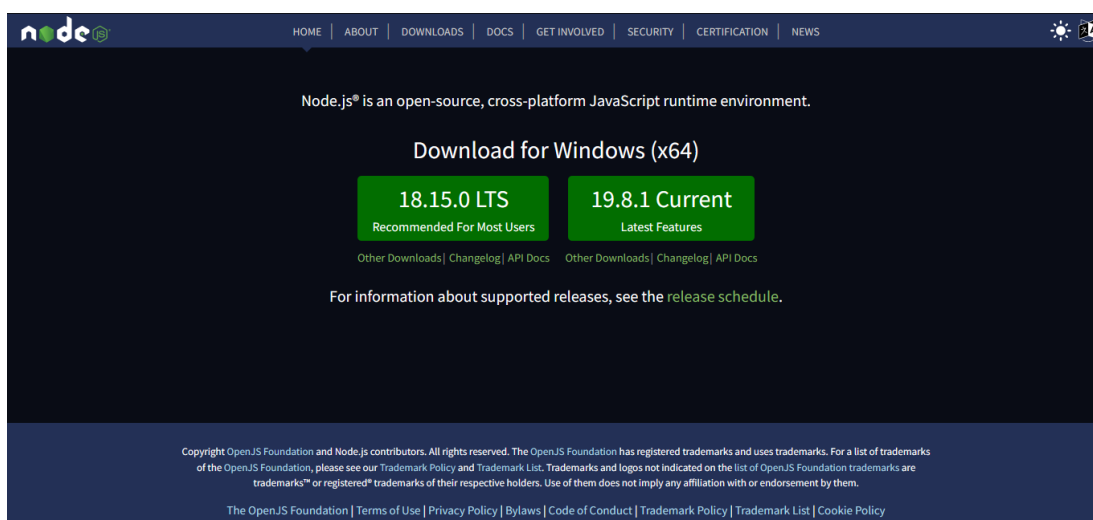 node JS
HOME | ABOUT | DOWNLOADS | DOCS | GET INVOLVED | SECURITY | CERTIFICATION | NEWS
Node.js® is an open-source, cross-platform JavaScript runtime environment.
Download for Windows (x64)
18.15.0 LTS
Recommended For Most Users
19.8.1 Current
Latest Features
Other Downloads| Changelog| API Docs
Other Downloads| Changelog| API Docs
For information about supported releases, see the release schedule.
Copyright OpenJS Foundation and Node.js contributors. All rights reserved. The OpenJS Foundation has registered trademarks and uses trademarks. For a list of trademarks
of the OpenJS Foundation, please see our Trademark Policy and Trademark List. Trademarks and logos not indicated on the list of OpenJS Foundation trademarks are
trademarks™ or registered® trademarks of their respective holders. Use of them does not imply any affiliation with or endorsement by them.
The OpenJS Foundation | Terms of Use | Privacy Policy | Bylaws | Code of Conduct | Trademark Policy | Trademark List | Cookie Policy